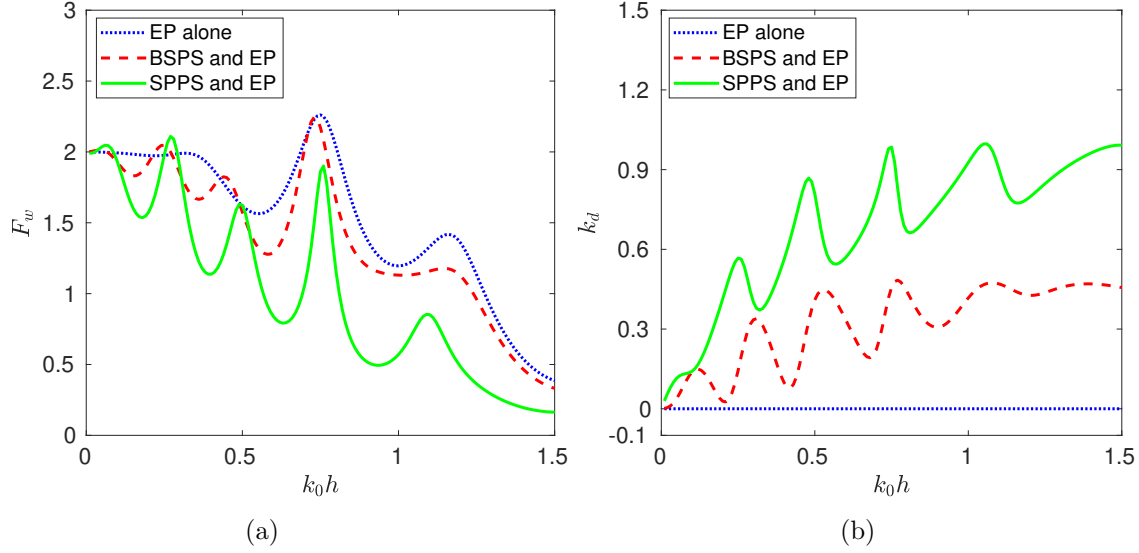 3
2.5
2
1.5
1
0.5
0
F_w
EP alone
BSPS and EP
SPPS and EP
0 0.5 1 1.5
k_0h
(a)
1.5
1.2
0.9
0.6
0.3
0
-0.1
k_d
EP alone
BSPS and EP
SPPS and EP
0 0.5 1 1.5
k_0h
(b)